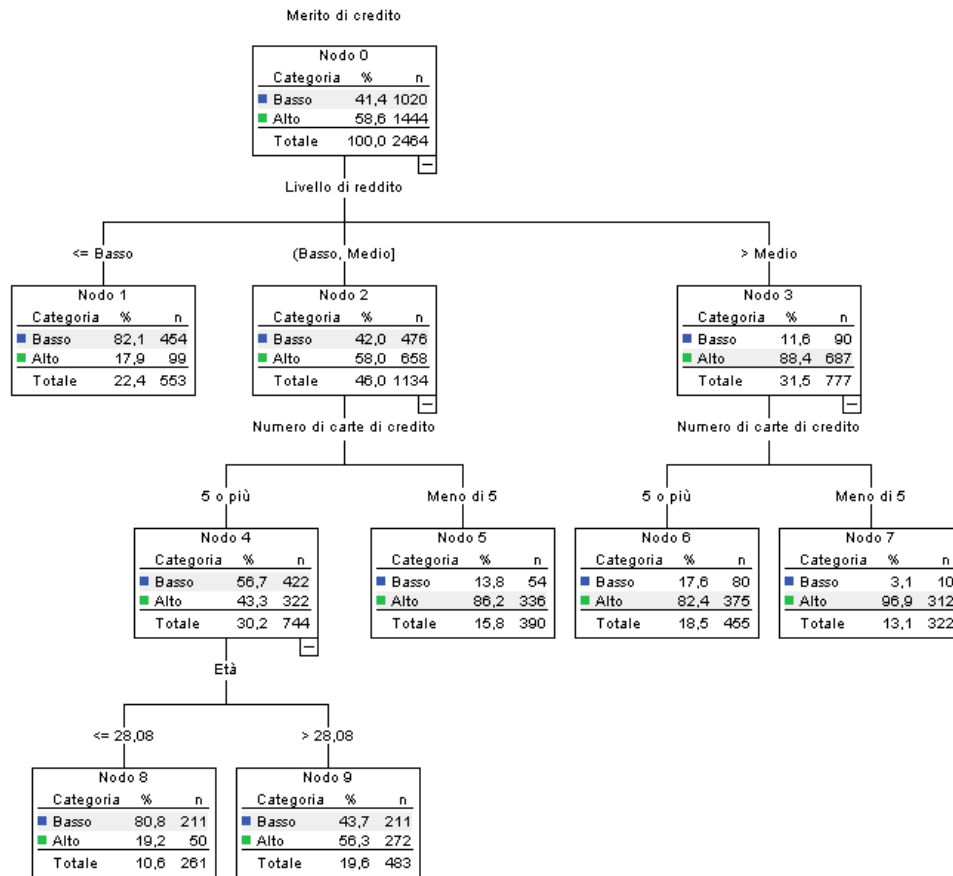 Merito di credito
Nodo 0
Categoria % n
Basso 41,4 1020
Alto 58,6 1444
Totale 100,0 2464
Livello di reddito
<= Basso
(Basso, Medio]
> Medio
Nodo 1
Categoria % n
Basso 82,1 454
Alto 17,9 99
Totale 22,4 553
Nodo 2
Categoria % n
Basso 42,0 476
Alto 58,0 658
Totale 46,0 1134
Nodo 3
Categoria % n
Basso 11,6 90
Alto 88,4 687
Totale 31,5 777
Numero di carte di credito
Numero di carte di credito
5 o più
Meno di 5
5 o più
Meno di 5
Nodo 4
Categoria % n
Basso 56,7 422
Alto 43,3 322
Totale 30,2 744
Nodo 5
Categoria % n
Basso 13,8 54
Alto 86,2 336
Totale 15,8 390
Nodo 6
Categoria % n
Basso 17,6 80
Alto 82,4 375
Totale 18,5 455
Nodo 7
Categoria % n
Basso 3,1 10
Alto 96,9 312
Totale 13,1 322
Età
<= 28,08
> 28,08
Nodo 8
Categoria % n
Basso 80,8 211
Alto 19,2 50
Totale 10,6 261
Nodo 9
Categoria % n
Basso 43,7 211
Alto 56,3 272
Totale 19,6 483